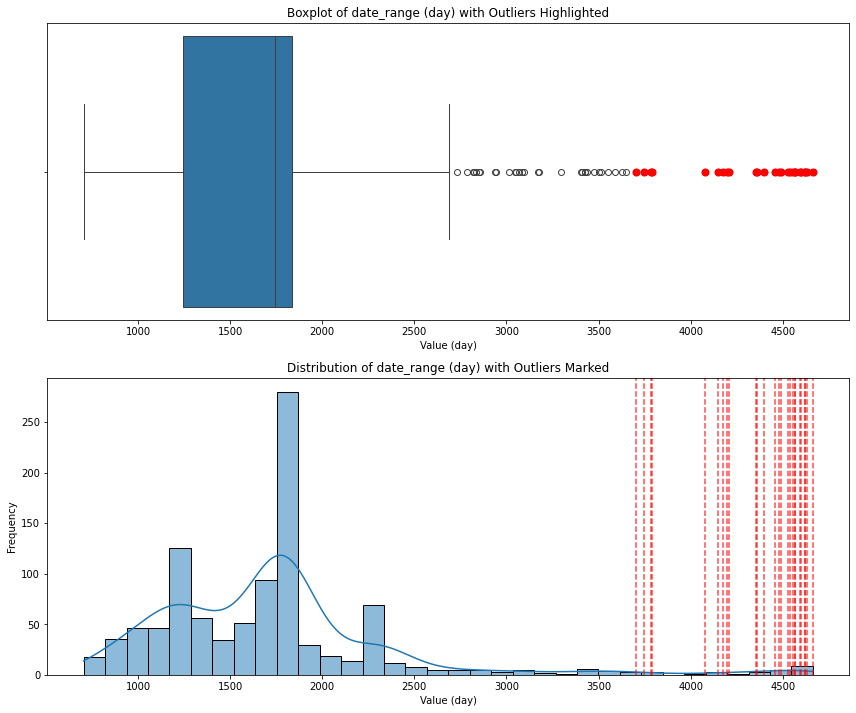 Boxplot of date_range (day) with Outliers Highlighted
1000 1500 2000 2500 3000 3500 4000 4500
Value (day)
Distribution of date_range (day) with Outliers Marked
250
200
150
100
50
0
Frequency
1000 1500 2000 2500 3000 3500 4000 4500
Value (day)